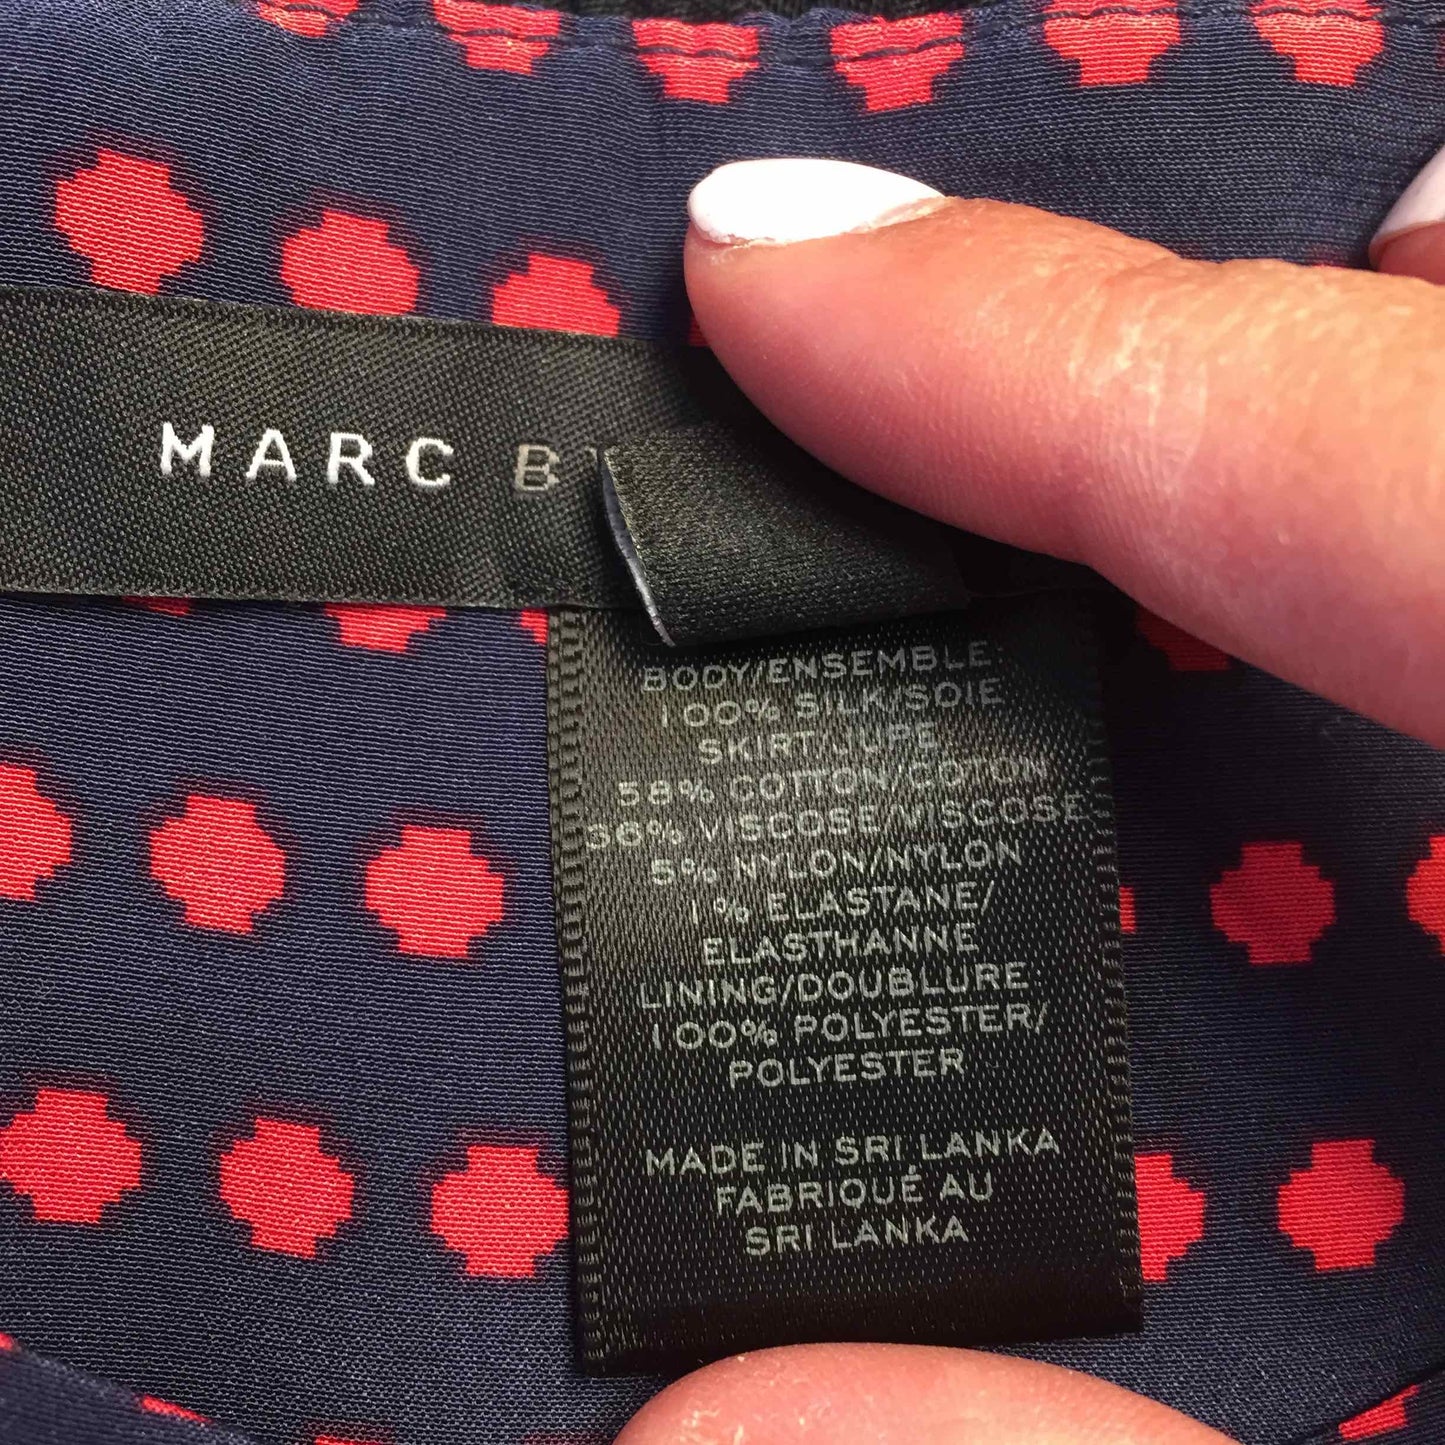 MARC BY
BODY/ENSEMBLE
100% SILK/SOIE
SKIRT/JUPE
58% COTTON/COTON
36% VISCOSE/VISCOSE
5% NYLON/NYLON
1% ELASTANE/
ELASTHANNE
LINING/DOUBLURE
100% POLYESTER/
POLYESTER
MADE IN SRI LANKA
FABRIQUÉ AU
SRI LANKA